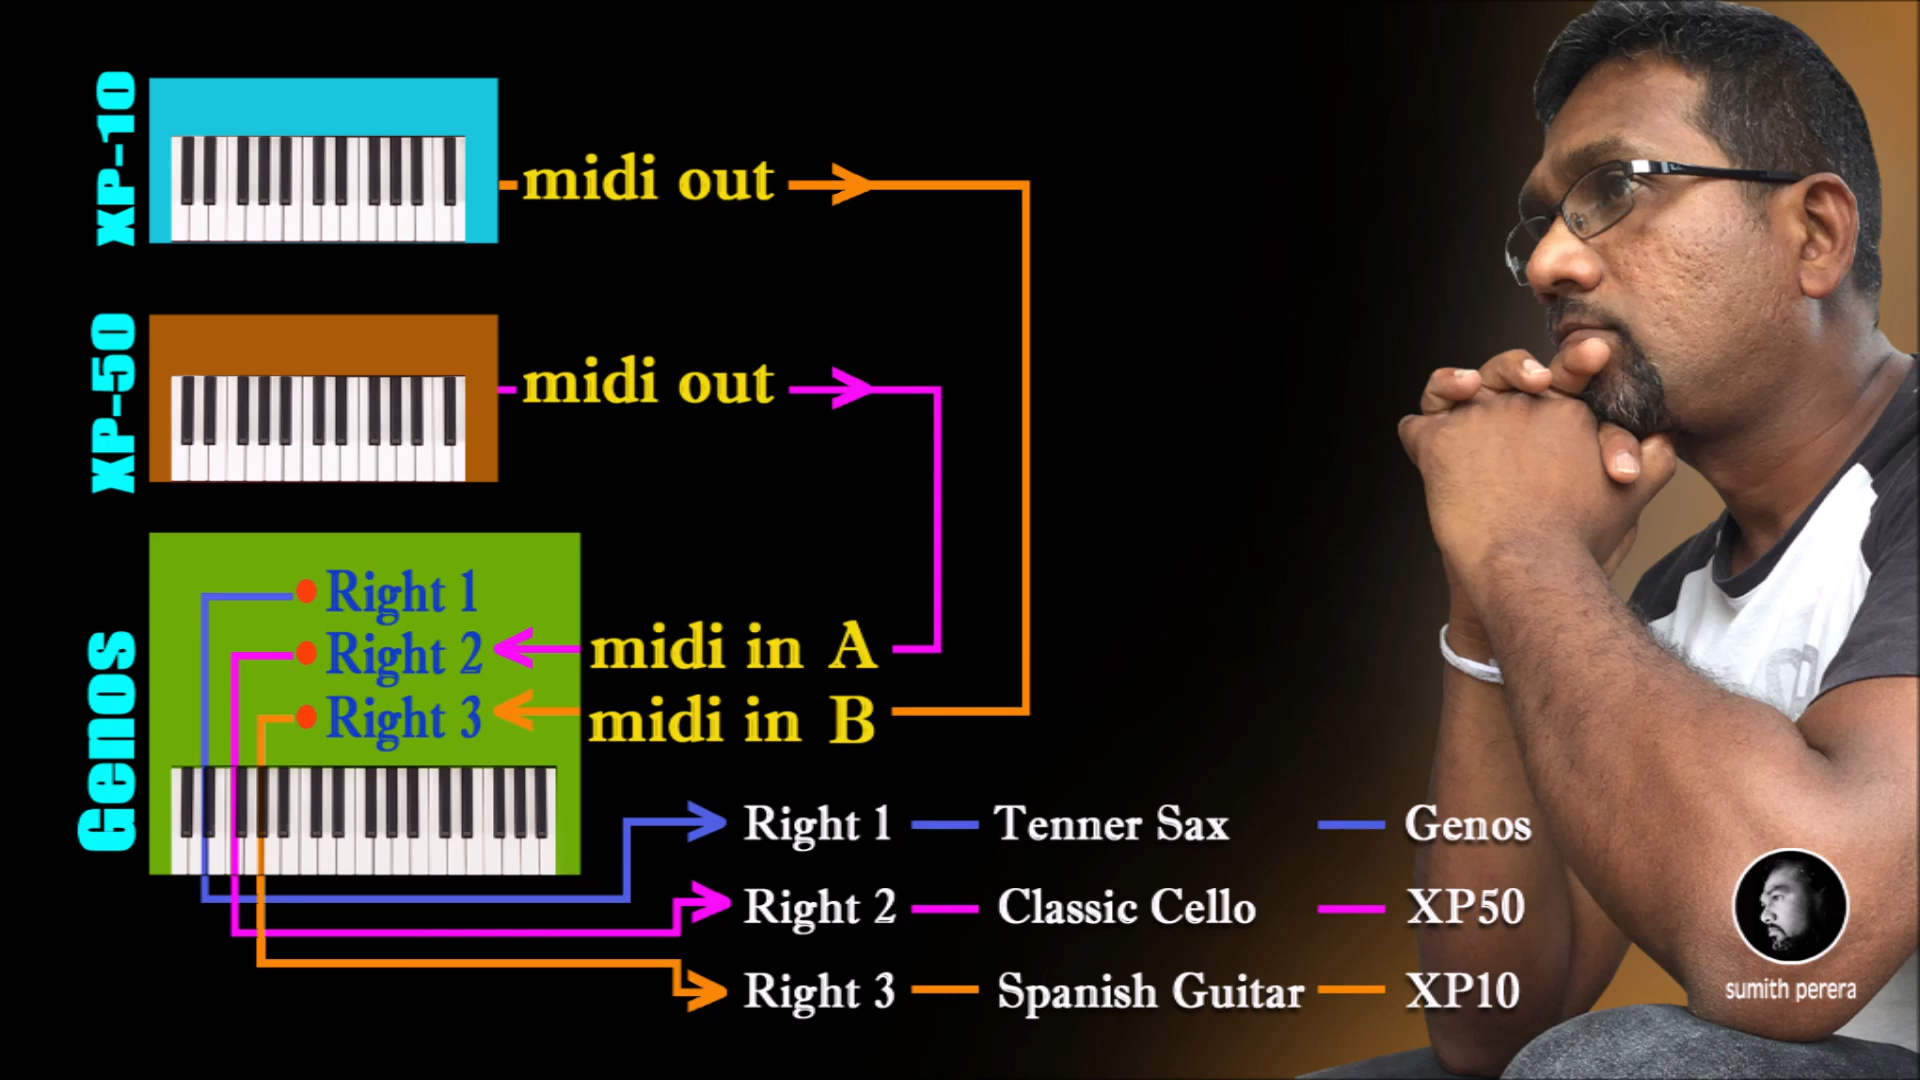 XP-10
midi out
XP-50
midi out
Genos
Right 1
Right 2
midi in A
Right 3
midi in B
Right 1 Tenner Sax Genos
Right 2 Classic Cello XP50
Right 3 Spanish Guitar XP10
sumith perera